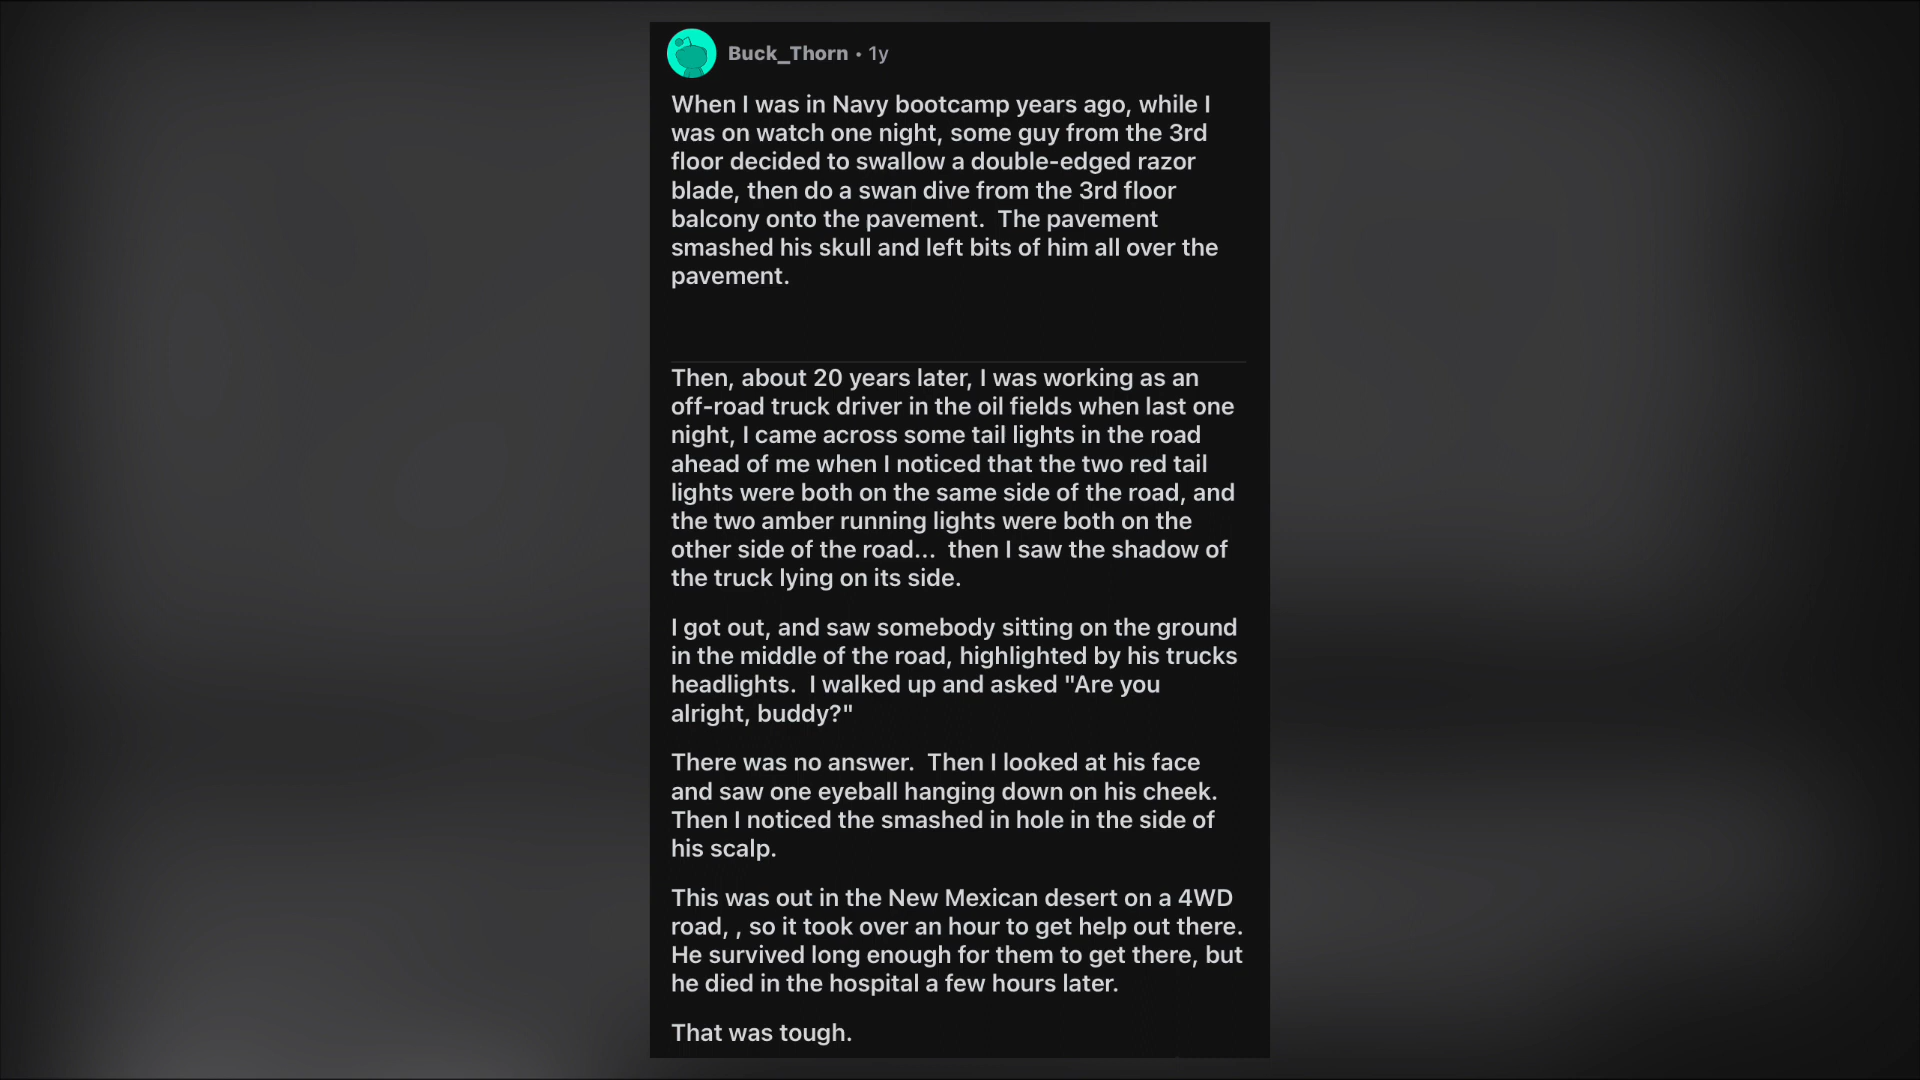 Buck_Thorn • 1y
When I was in Navy bootcamp years ago, while I
was on watch one night, some guy from the 3rd
floor decided to swallow a double-edged razor
blade, then do a swan dive from the 3rd floor
balcony onto the pavement.  The pavement
smashed his skull and left bits of him all over the
pavement.
Then, about 20 years later, I was working as an
off-road truck driver in the oil fields when last one
night, I came across some tail lights in the road
ahead of me when I noticed that the two red tail
lights were both on the same side of the road, and
the two amber running lights were both on the
other side of the road...  then I saw the shadow of
the truck lying on its side.
I got out, and saw somebody sitting on the ground
in the middle of the road, highlighted by his trucks
headlights.  I walked up and asked "Are you
alright, buddy?"
There was no answer.  Then I looked at his face
and saw one eyeball hanging down on his cheek.
Then I noticed the smashed in hole in the side of
his scalp.
This was out in the New Mexican desert on a 4WD
road, , so it took over an hour to get help out there.
He survived long enough for them to get there, but
he died in the hospital a few hours later.
That was tough.